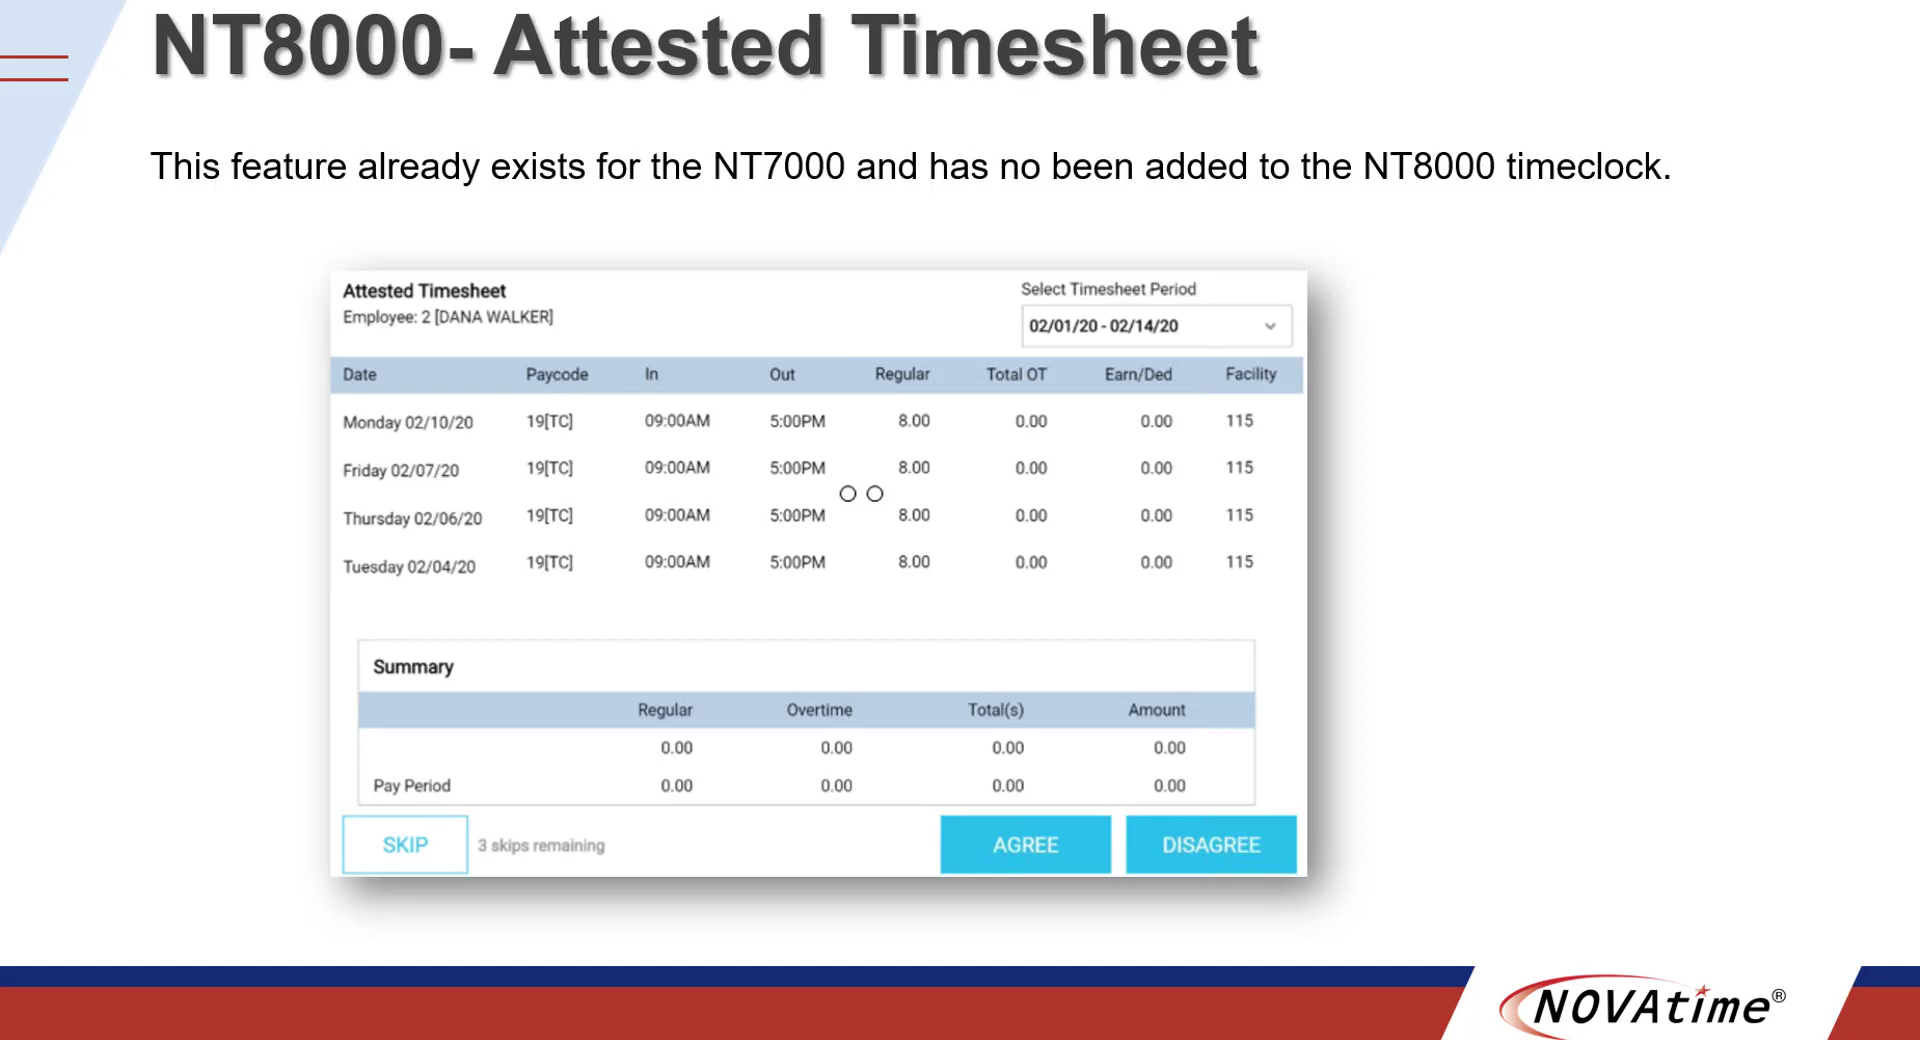 NT8000- Attested Timesheet
This feature already exists for the NT7000 and has no been added to the NT8000 timeclock.
Attested Timesheet
Employee: 2 [DANA WALKER]
Select Timesheet Period
02/01/20 - 02/14/20
Date Paycode In Out Regular Total OT Earn/Ded Facility
Monday 02/10/20 19[TC] 09:00AM 5:00PM 8.00 0.00 0.00 115
Friday 02/07/20 19[TC] 09:00AM 5:00PM 8.00 0.00 0.00 115
Thursday 02/06/20 19[TC] 09:00AM 5:00PM 8.00 0.00 0.00 115
Tuesday 02/04/20 19[TC] 09:00AM 5:00PM 8.00 0.00 0.00 115
Summary
Regular Overtime Total(s) Amount
0.00 0.00 0.00 0.00
Pay Period 0.00 0.00 0.00 0.00
SKIP 3 skips remaining AGREE DISAGREE
NOVAtime®